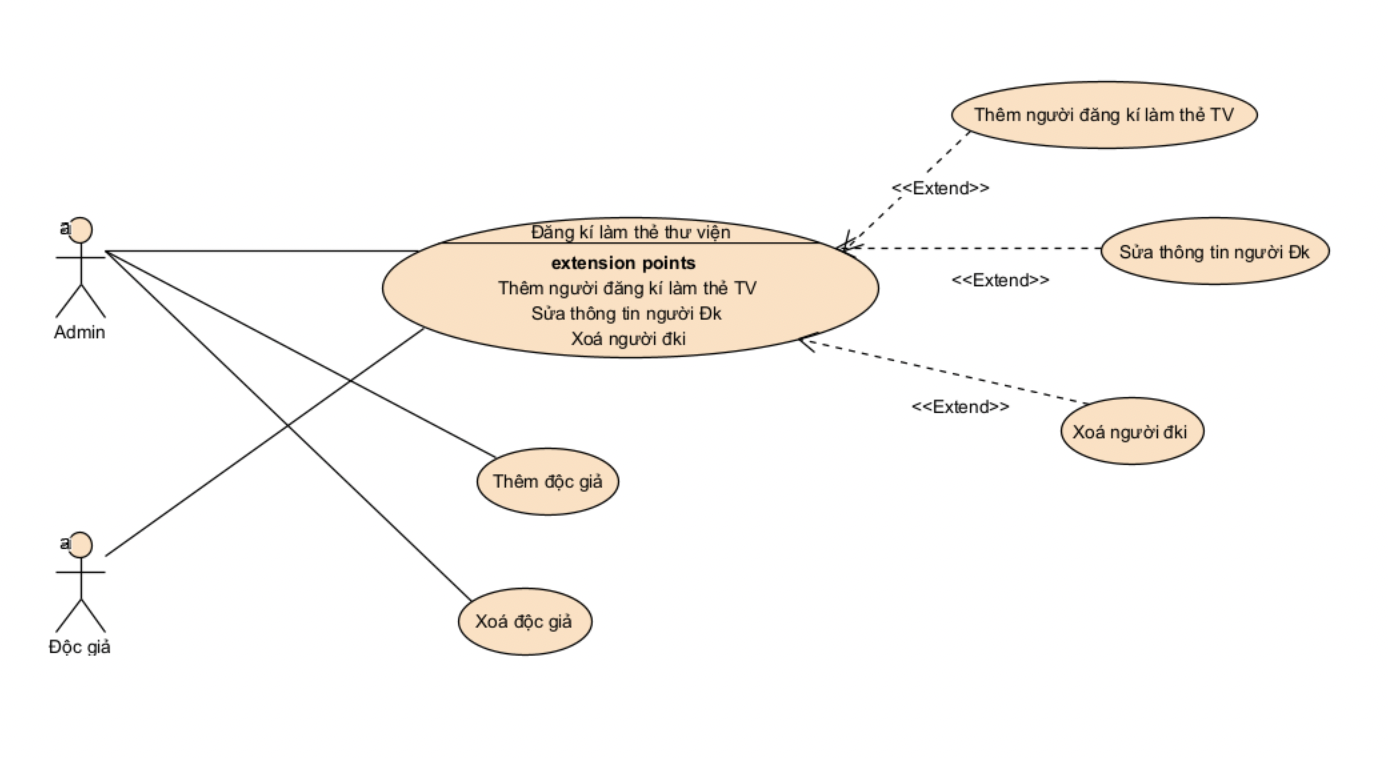 Thêm người đăng kí làm thẻ TV
<<Extend>>
a
Đăng kí làm thẻ thư viện
extension points
Thêm người đăng kí làm thẻ TV
Sửa thông tin người Đk
Xoá người đki
Sửa thông tin người Đk
<<Extend>>
Admin
<<Extend>>
Xoá người đki
Thêm độc giả
a
Xoá độc giả
Độc giả